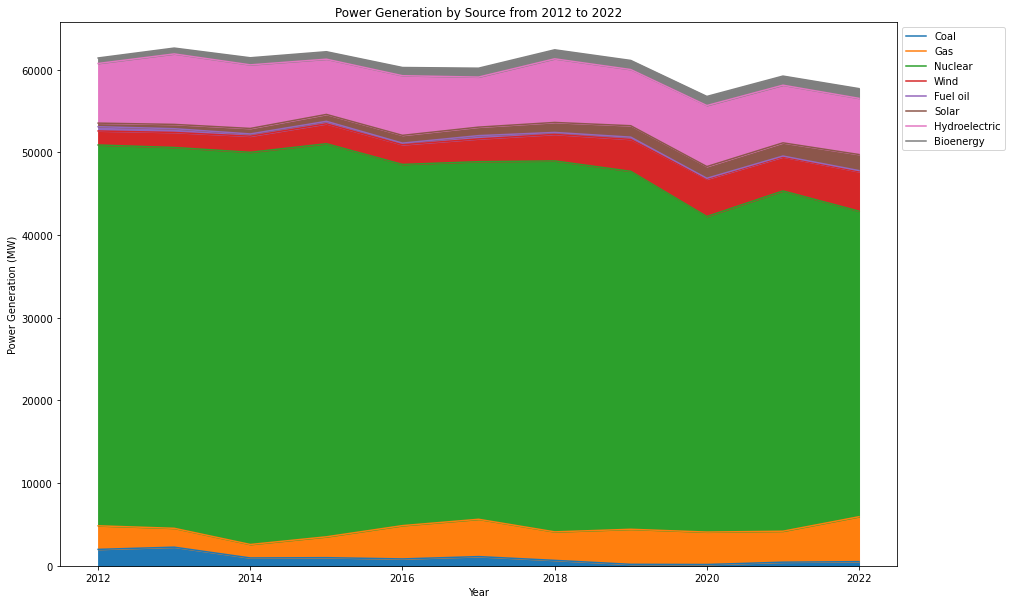 Power Generation by Source from 2012 to 2022
Power Generation (MW)
60000
50000
40000
30000
20000
10000
0
2012
2014
2016
2018
2020
2022
Year
Coal
Gas
Nuclear
Wind
Fuel oil
Solar
Hydroelectric
Bioenergy